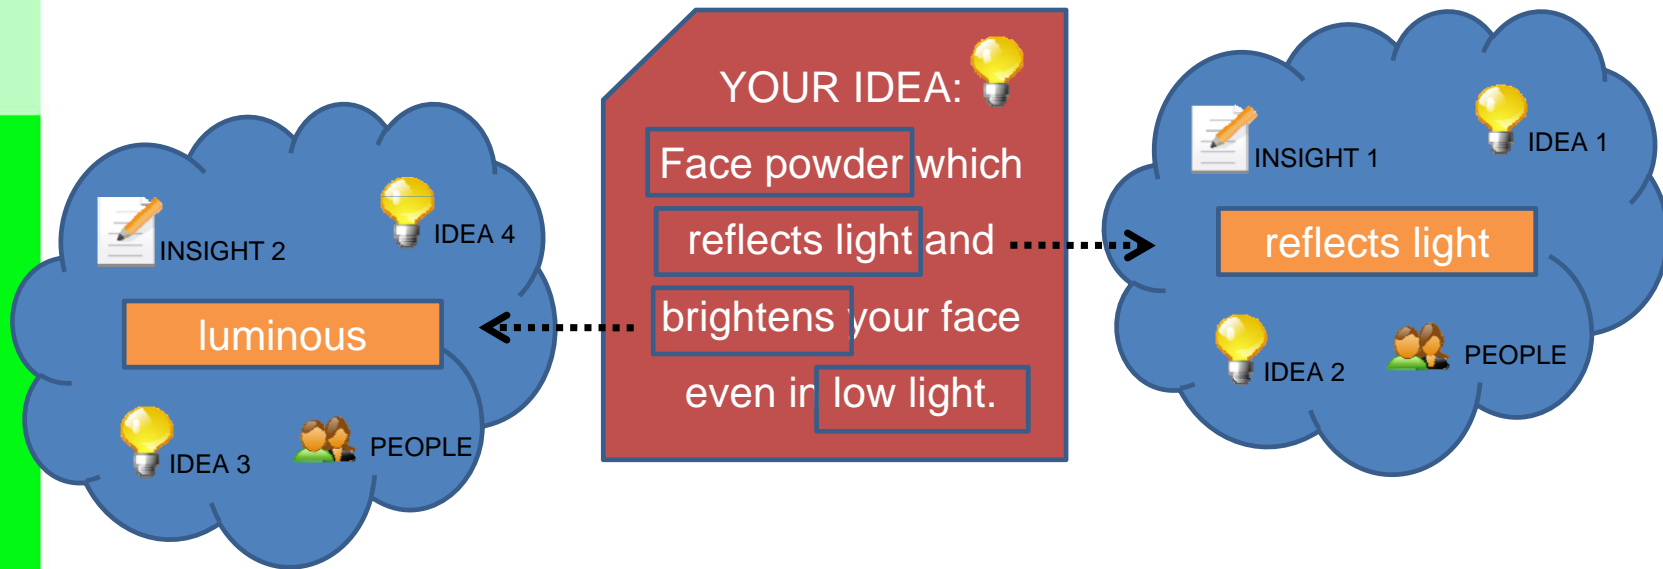 INSIGHT 2
IDEA 4
luminous
IDEA 3
PEOPLE
YOUR IDEA:
Face powder which
reflects light and
brightens your face
even in low light.
INSIGHT 1
IDEA 1
reflects light
IDEA 2
PEOPLE